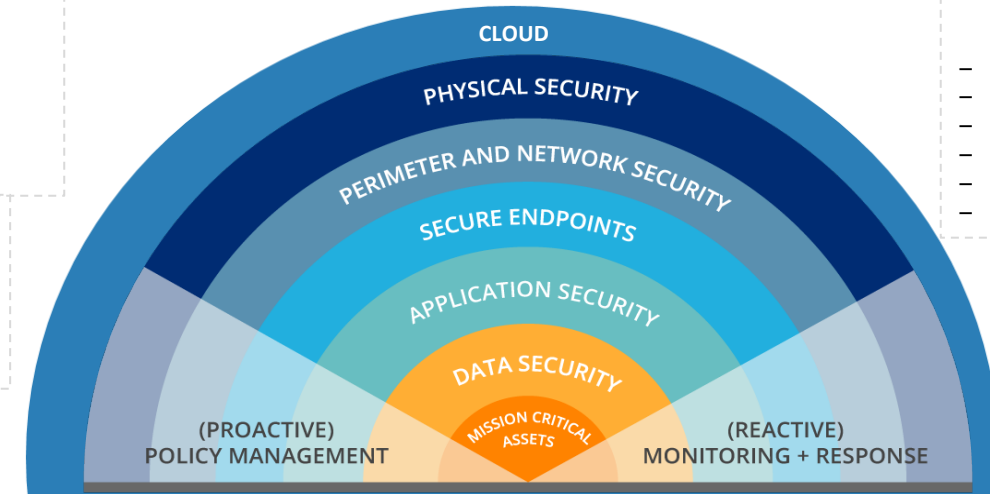 CLOUD
PHYSICAL SECURITY
PERIMETER AND NETWORK SECURITY
SECURE ENDPOINTS
APPLICATION SECURITY
DATA SECURITY
MISSION CRITICAL
ASSETS
(PROACTIVE)
POLICY MANAGEMENT
(REACTIVE)
MONITORING + RESPONSE